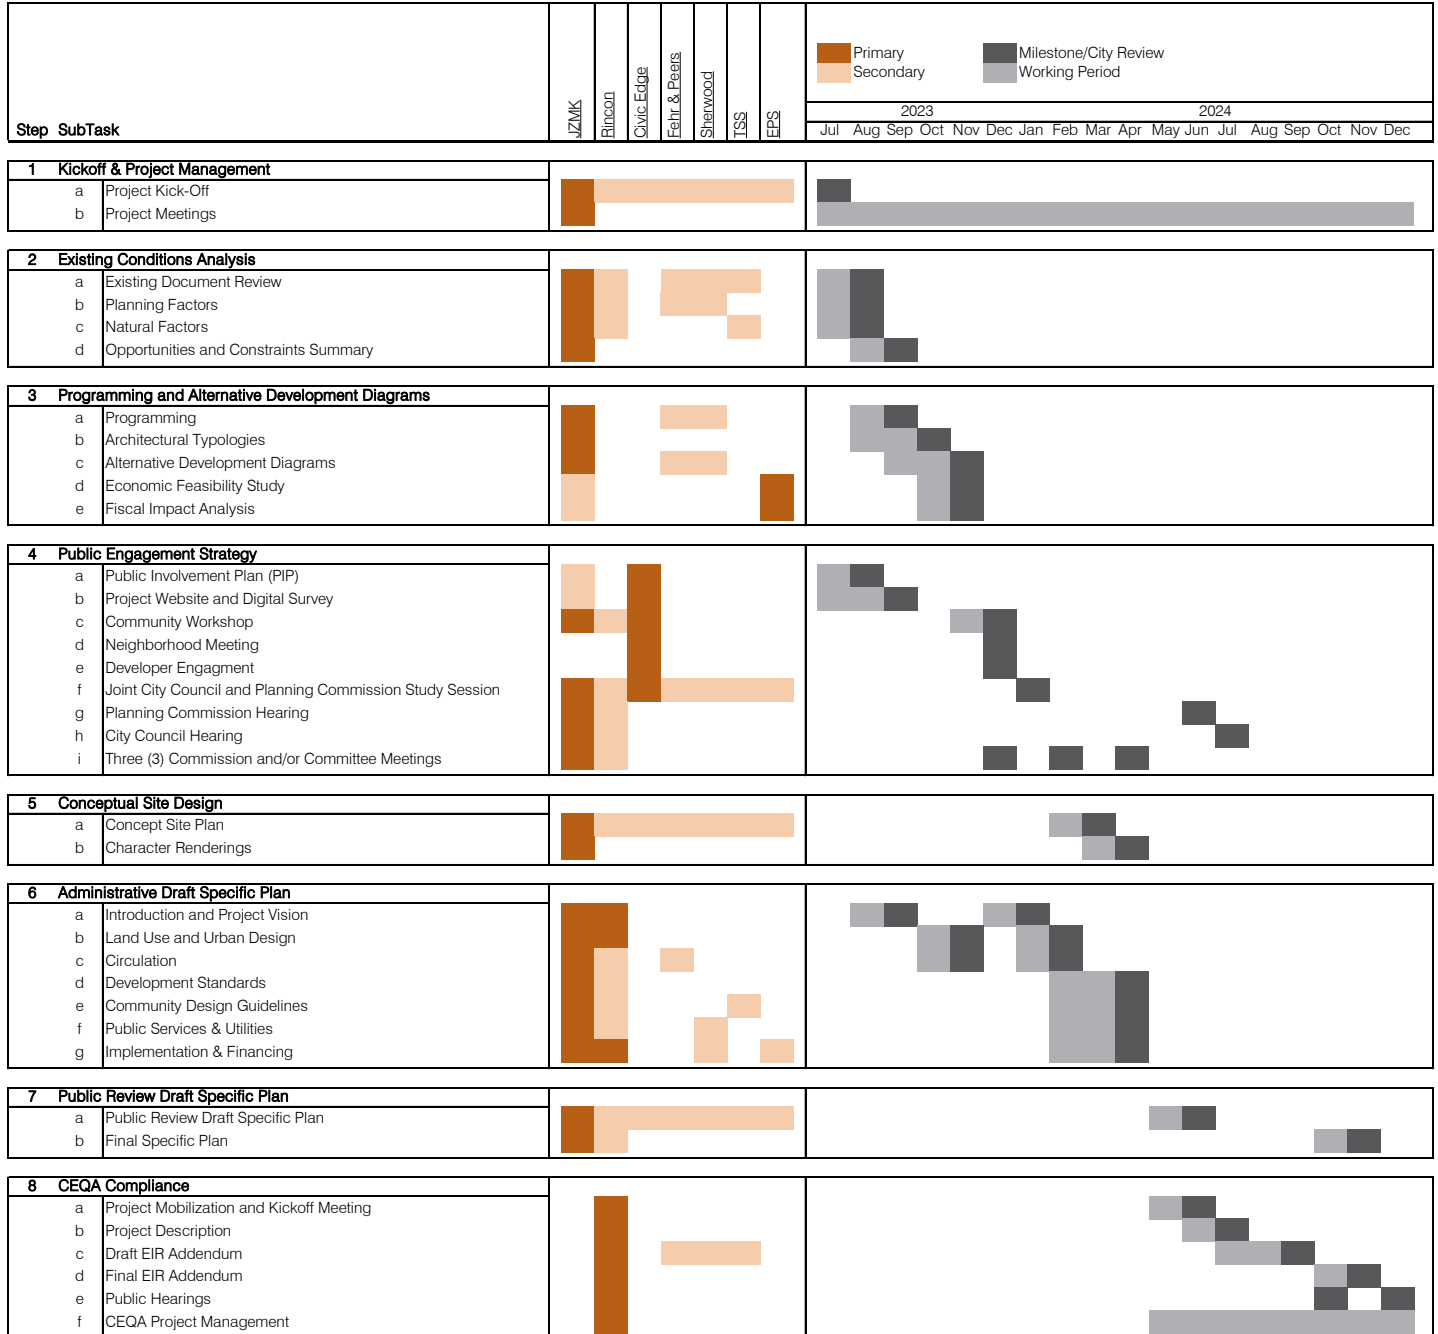 Primary
Secondary
Milestone/City Review
Working Period
Step SubTask
JZMK
Rincon
Civic Edge
Fehr & Peers
Sherwood
TSS
EPS
2023 2024
Jul Aug Sep Oct Nov Dec Jan Feb Mar Apr May Jun Jul Aug Sep Oct Nov Dec
1 Kickoff & Project Management
a Project Kick-Off
b Project Meetings
2 Existing Conditions Analysis
a Existing Document Review
b Planning Factors
c Natural Factors
d Opportunities and Constraints Summary
3 Programming and Alternative Development Diagrams
a Programming
b Architectural Typologies
c Alternative Development Diagrams
d Economic Feasibility Study
e Fiscal Impact Analysis
4 Public Engagement Strategy
a Public Involvement Plan (PIP)
b Project Website and Digital Survey
c Community Workshop
d Neighborhood Meeting
e Developer Engagment
f Joint City Council and Planning Commission Study Session
g Planning Commission Hearing
h City Council Hearing
i Three (3) Commission and/or Committee Meetings
5 Conceptual Site Design
a Concept Site Plan
b Character Renderings
6 Administrative Draft Specific Plan
a Introduction and Project Vision
b Land Use and Urban Design
c Circulation
d Development Standards
e Community Design Guidelines
f Public Services & Utilities
g Implementation & Financing
7 Public Review Draft Specific Plan
a Public Review Draft Specific Plan
b Final Specific Plan
8 CEQA Compliance
a Project Mobilization and Kickoff Meeting
b Project Description
c Draft EIR Addendum
d Final EIR Addendum
e Public Hearings
f CEQA Project Management